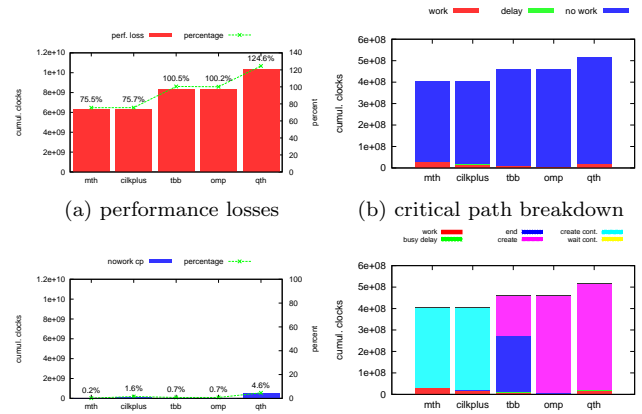 perf. loss percentage
1.2e+10
1e+10
8e+09
6e+09
4e+09
2e+09
0
cumul. clocks
140
120
100
80
60
40
20
0
percent
75.5%
75.7%
100.5%
100.2%
124.6%
mth cilkplus tbb omp qth
(a) performance losses
work delay no work
6e+08
5e+08
4e+08
3e+08
2e+08
1e+08
0
cumul. clocks
mth cilkplus tbb omp qth
(b) critical path breakdown
nowork cp percentage
1.2e+10
1e+10
8e+09
6e+09
4e+09
2e+09
0
cumul. clocks
100
80
60
40
20
0
percent
0.2%
1.6%
0.7%
0.7%
4.6%
mth cilkplus tbb omp qth
work end create cont.
busy delay create wait cont.
6e+08
5e+08
4e+08
3e+08
2e+08
1e+08
0
cumul. clocks
mth cilkplus tbb omp qth